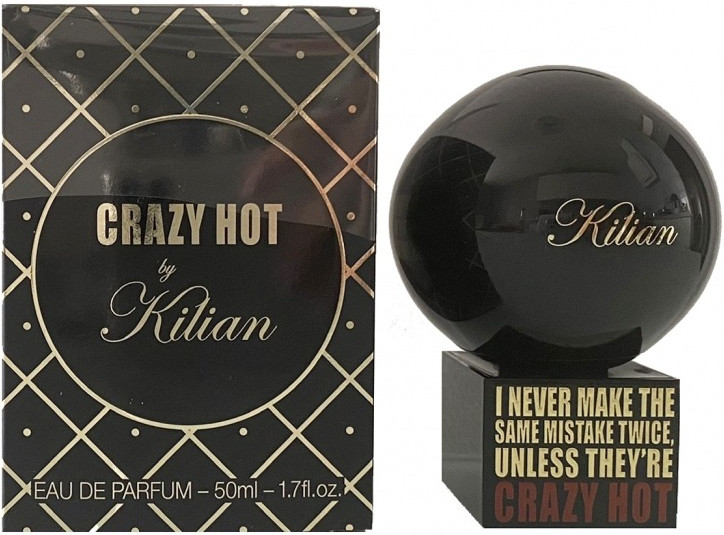 CRAZY HOT
by
Kilian
EAU DE PARFUM – 50ml – 1.7fl.oz.
Kilian
I NEVER MAKE THE
SAME MISTAKE TWICE,
UNLESS THEY'RE
CRAZY HOT